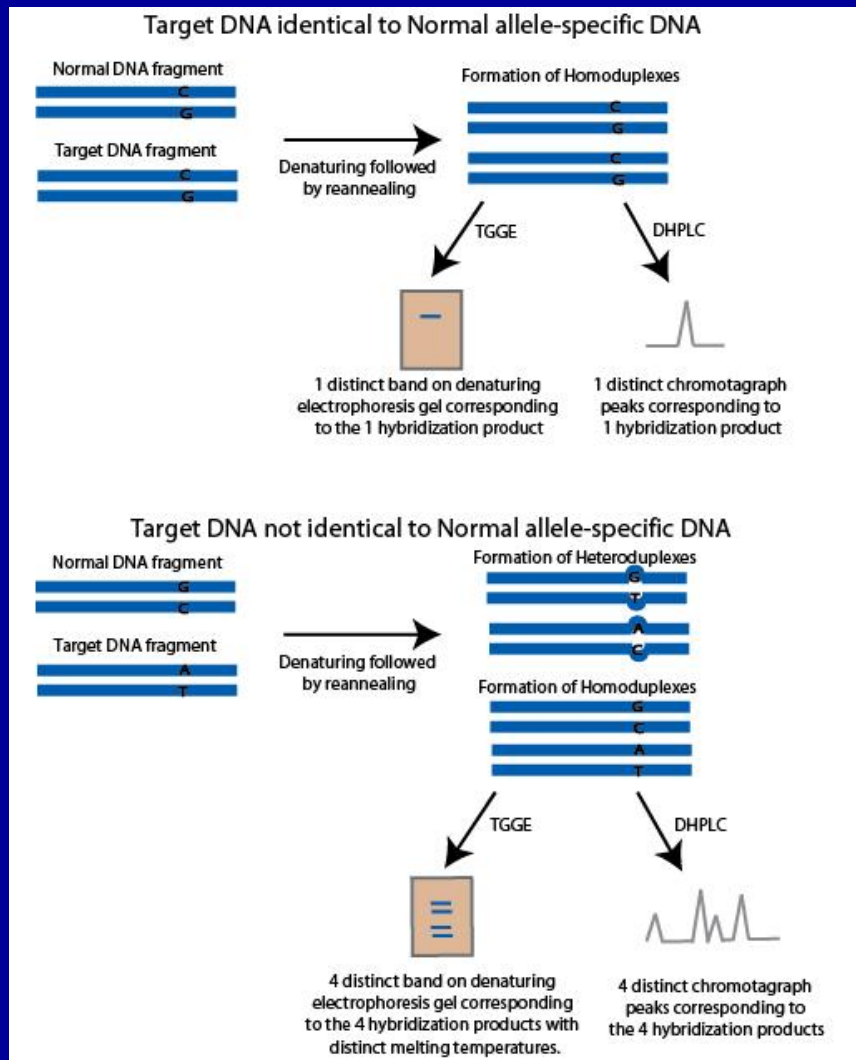 Target DNA identical to Normal allele-specific DNA
Normal DNA fragment
C
G
Target DNA fragment
C
G
Denaturing followed
by reannealing
Formation of Homoduplexes
C
G
C
G
TGGE
DHPLC
1 distinct band on denaturing
electrophoresis gel corresponding
to the 1 hybridization product
1 distinct chromotagraph
peaks corresponding to
1 hybridization product
Target DNA not identical to Normal allele-specific DNA
Normal DNA fragment
G
C
Target DNA fragment
A
T
Denaturing followed
by reannealing
Formation of Heteroduplexes
G
T
A
C
Formation of Homoduplexes
G
C
A
T
TGGE
DHPLC
4 distinct band on denaturing
electrophoresis gel corresponding
to the 4 hybridization products with
distinct melting temperatures.
4 distinct chromotagraph
peaks corresponding to
the 4 hybridization products